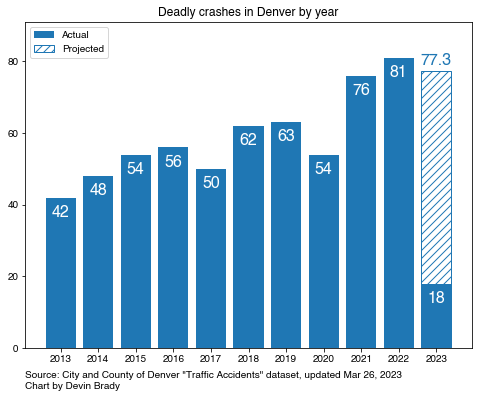 Deadly crashes in Denver by year
Actual
Projected
80
60
40
20
0
42
48
54
56
50
62
63
54
76
81
77.3
18
2013 2014 2015 2016 2017 2018 2019 2020 2021 2022 2023
Source: City and County of Denver "Traffic Accidents" dataset, updated Mar 26, 2023
Chart by Devin Brady